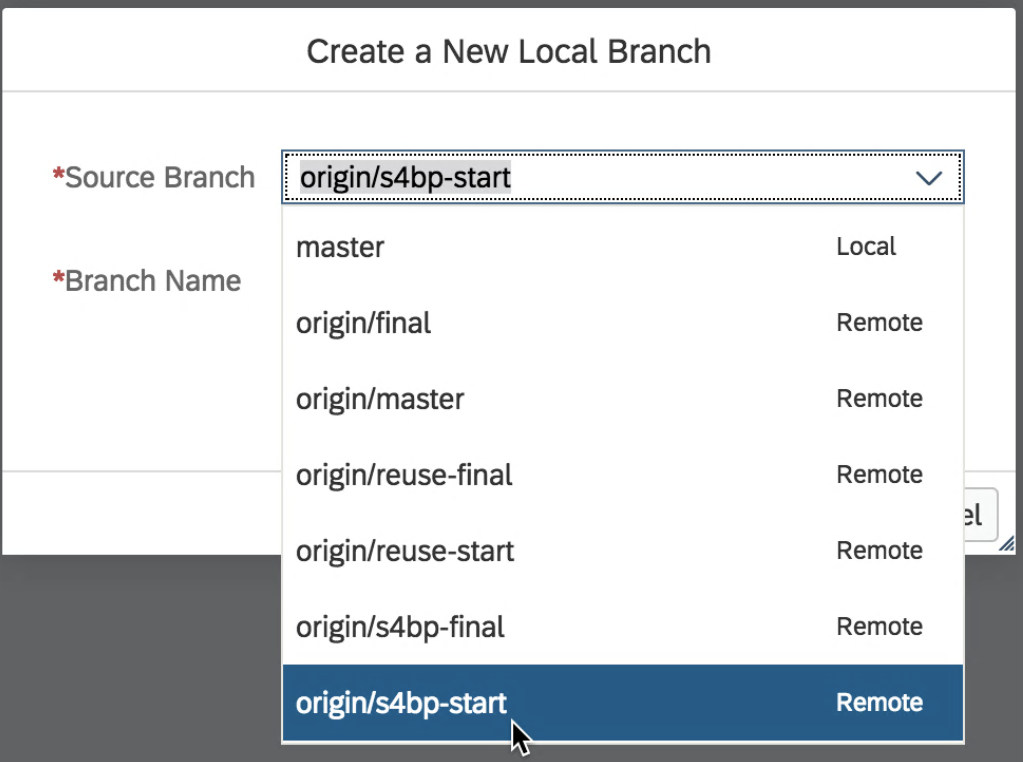 Create a New Local Branch
*Source Branch origin/s4bp-start
master Local
*Branch Name
origin/final Remote
origin/master Remote
origin/reuse-final Remote
origin/reuse-start Remote
origin/s4bp-final Remote
origin/s4bp-start Remote